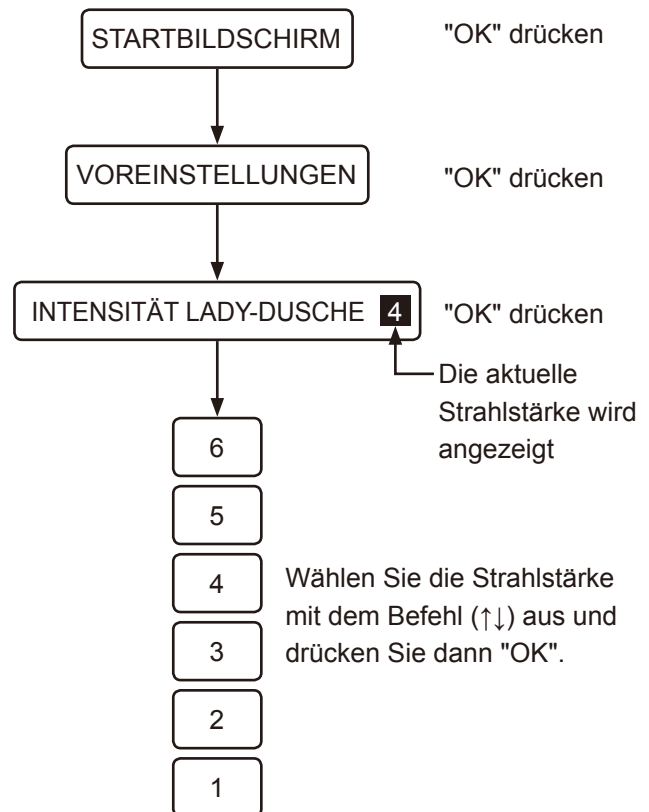 STARTBILDSCHIRM "OK" drücken
VOREINSTELLUNGEN "OK" drücken
INTENSITÄT LADY-DUSCHE 4 "OK" drücken
Die aktuelle
Strahlstärke wird
angezeigt
6
5
4
Wählen Sie die Strahlstärke
mit dem Befehl (↑↓) aus und
drücken Sie dann "OK".
3
2
1